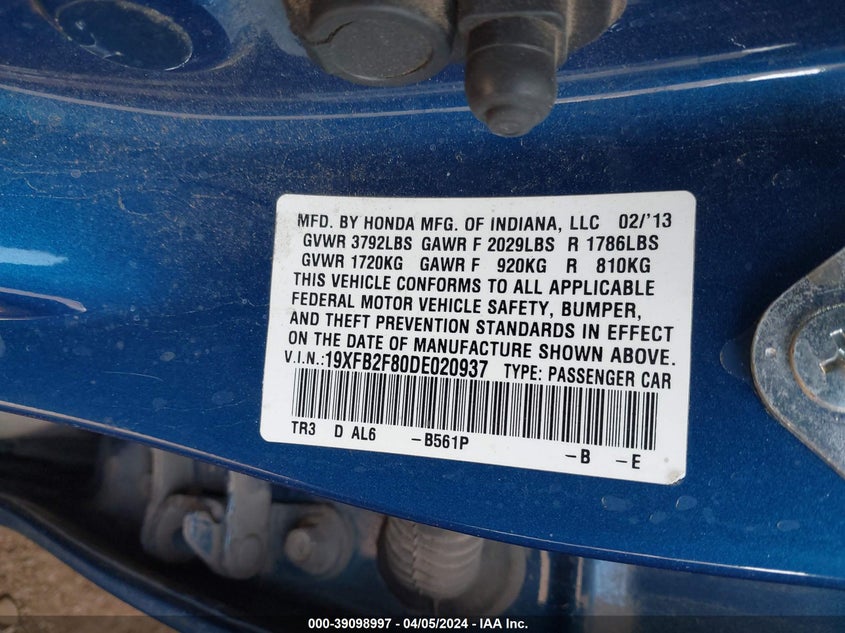 MFD. BY HONDA MFG. OF INDIANA, LLC 02/'13
GVWR 3792LBS GAWR F 2029LBS R 1786LBS
GVWR 1720KG GAWR F 920KG R 810KG
THIS VEHICLE CONFORMS TO ALL APPLICABLE
FEDERAL MOTOR VEHICLE SAFETY, BUMPER,
AND THEFT PREVENTION STANDARDS IN EFFECT
ON THE DATE OF MANUFACTURE SHOWN ABOVE.
V.I.N.:19XFB2F80DE020937 TYPE: PASSENGER CAR
TR3 D AL6 -B561P -B -E
000-39098997 - 04/05/2024 - IAA Inc.